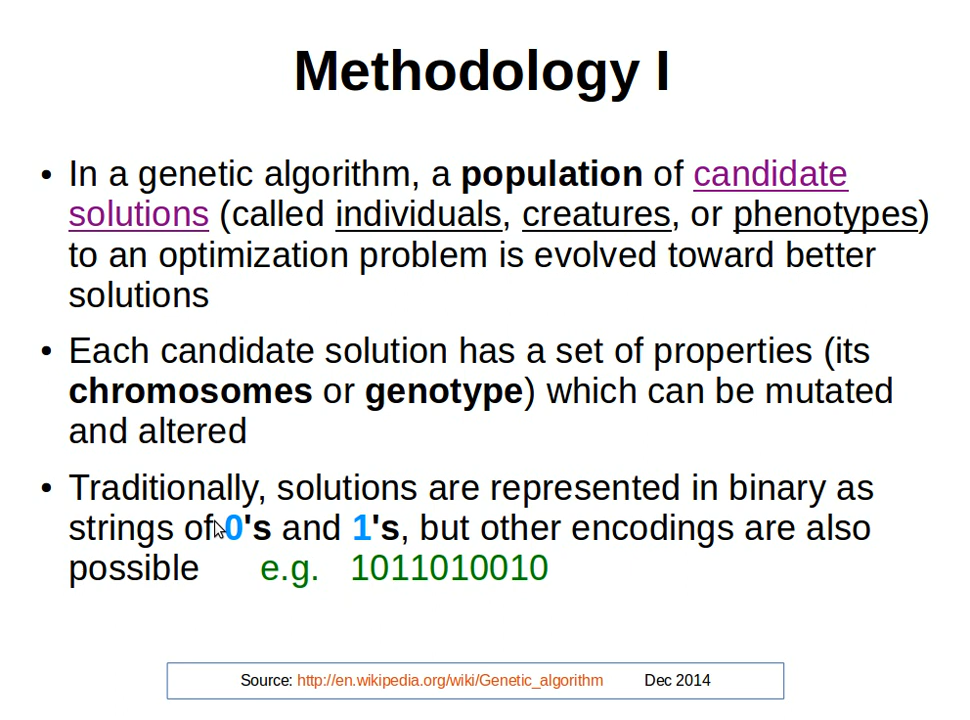 Methodology I
• In a genetic algorithm, a population of candidate
solutions (called individuals, creatures, or phenotypes)
to an optimization problem is evolved toward better
solutions
• Each candidate solution has a set of properties (its
chromosomes or genotype) which can be mutated
and altered
• Traditionally, solutions are represented in binary as
strings of 0's and 1's, but other encodings are also
possible e.g. 1011010010
Source: http://en.wikipedia.org/wiki/Genetic_algorithm Dec 2014